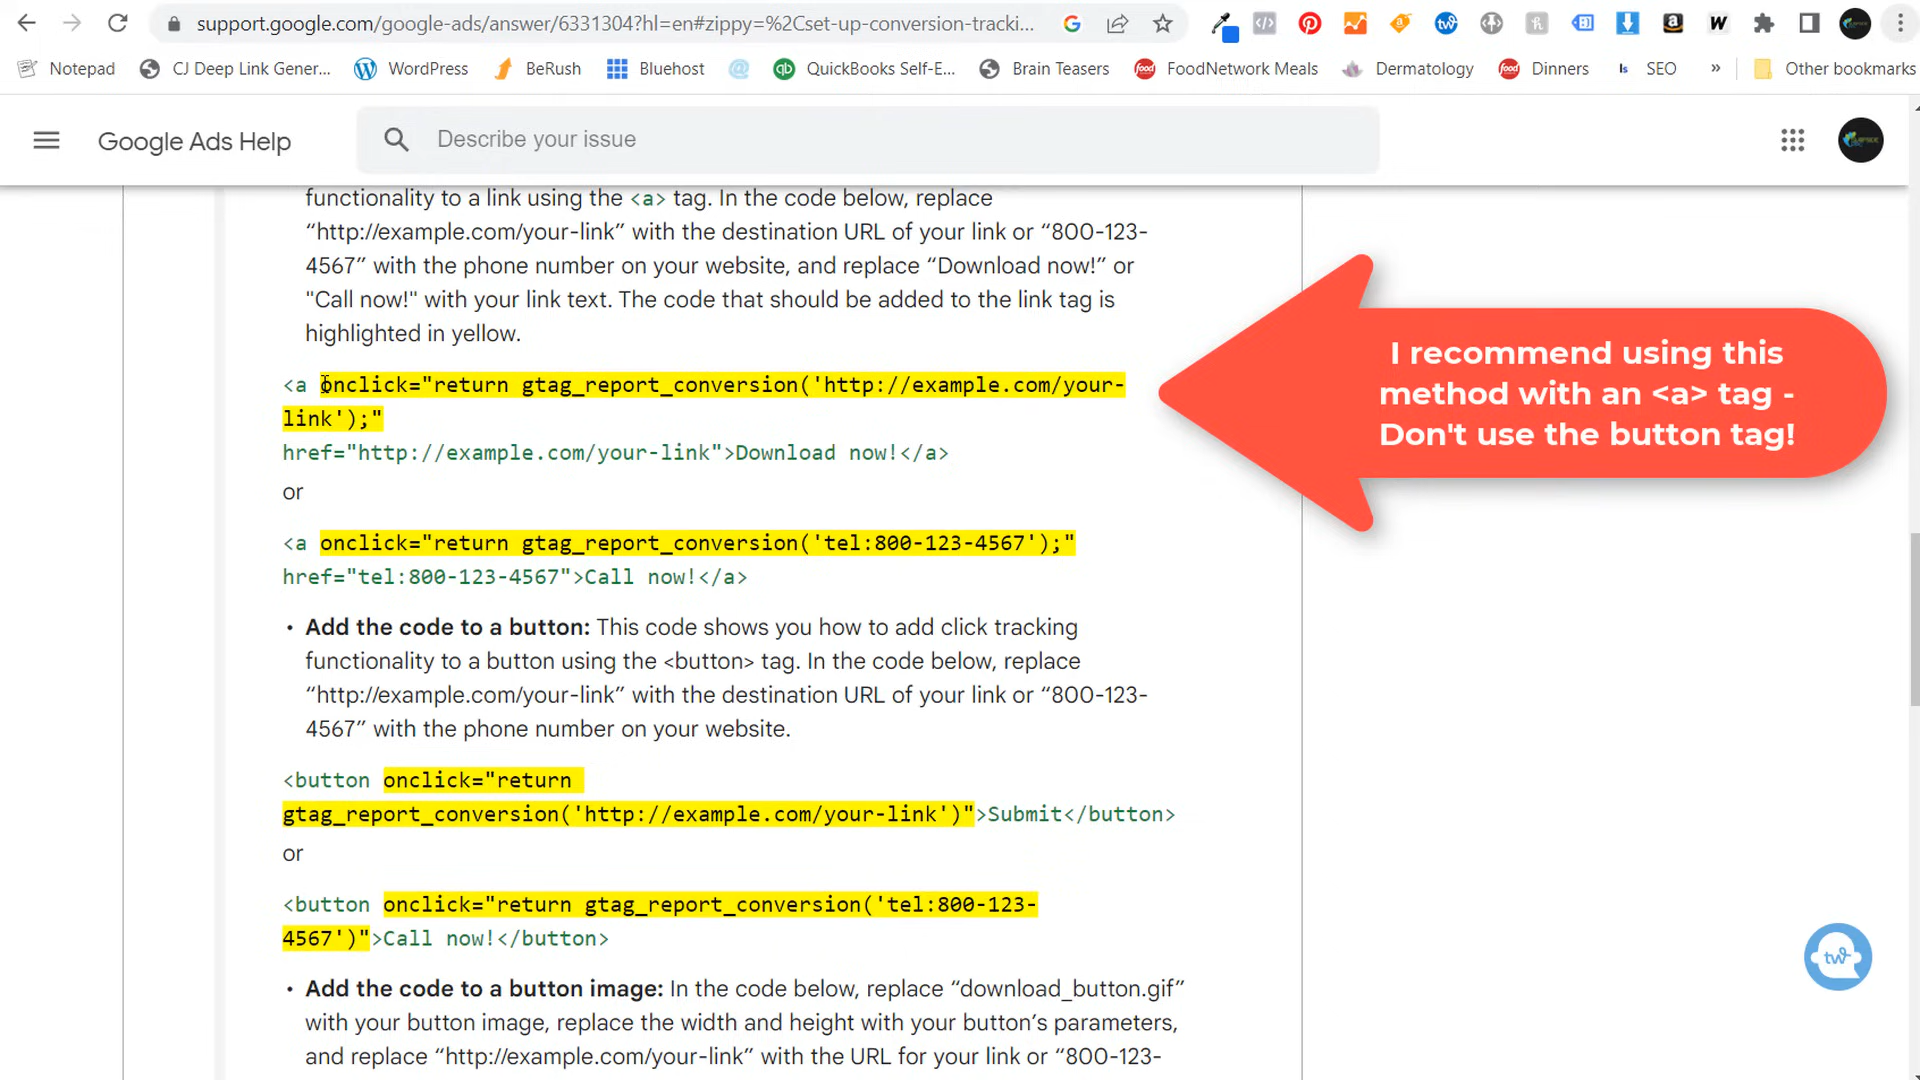 support.google.com/google-ads/answer/6331304?hl=en#zippy=%2Cset-up-conversion-tracki...
Notepad
CJ Deep Link Gener...
WordPress
BeRush
Bluehost
QuickBooks Self-E...
Brain Teasers
FoodNetwork Meals
Dermatology
Dinners
SEO
»
Other bookmarks
Google Ads Help
Describe your issue
functionality to a link using the <a> tag. In the code below, replace
“http://example.com/your-link” with the destination URL of your link or “800-123-
4567” with the phone number on your website, and replace “Download now!” or
"Call now!" with your link text. The code that should be added to the link tag is
highlighted in yellow.
<a onclick="return gtag_report_conversion('http://example.com/your-
link');"
href="http://example.com/your-link">Download now!</a>
or
<a onclick="return gtag_report_conversion('tel:800-123-4567');"
href="tel:800-123-4567">Call now!</a>
I recommend using this
method with an <a> tag -
Don't use the button tag!
• Add the code to a button: This code shows you how to add click tracking
functionality to a button using the <button> tag. In the code below, replace
“http://example.com/your-link” with the destination URL of your link or “800-123-
4567” with the phone number on your website.
<button onclick="return
gtag_report_conversion('http://example.com/your-link')">Submit</button>
or
<button onclick="return gtag_report_conversion('tel:800-123-
4567')">Call now!</button>
• Add the code to a button image: In the code below, replace “download_button.gif”
with your button image, replace the width and height with your button’s parameters,
and replace “http://example.com/your-link” with the URL for your link or “800-123-
tw